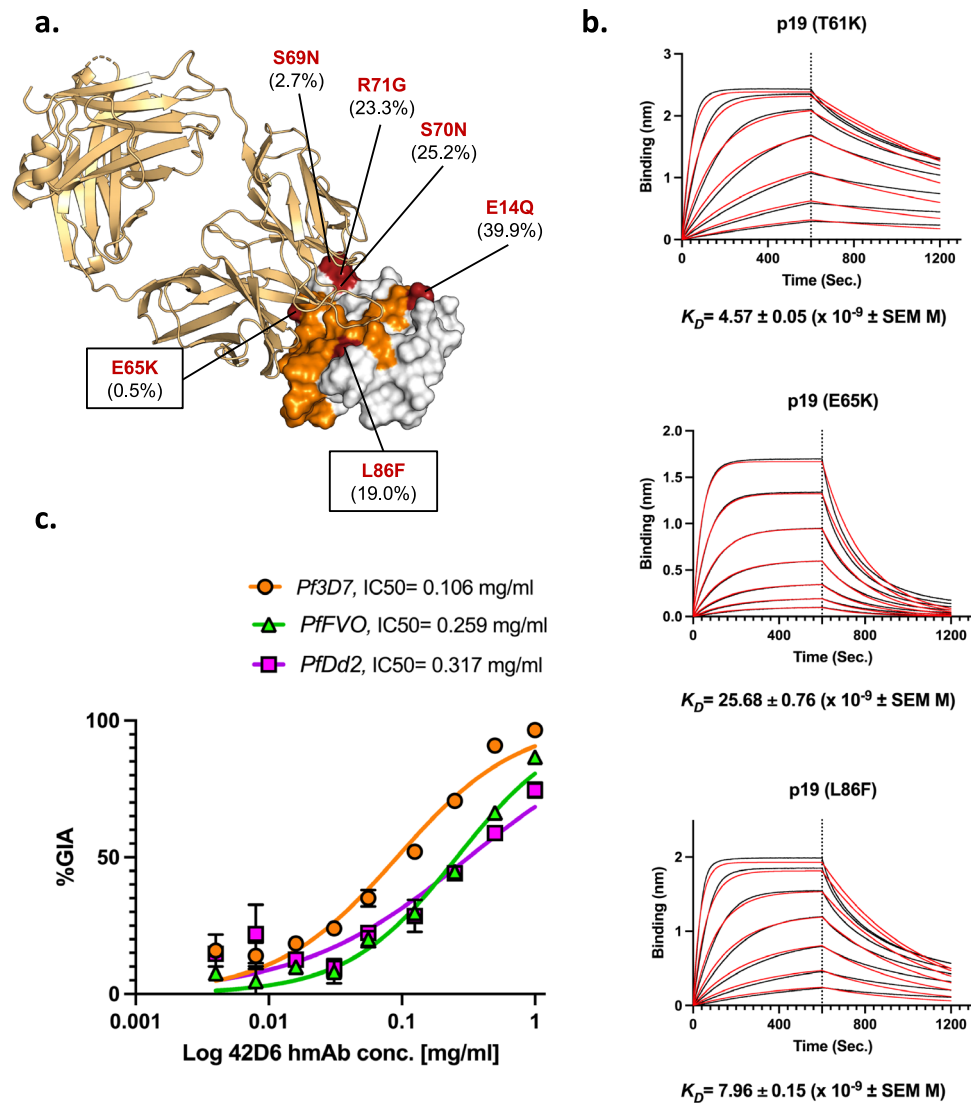 a.
S69N
(2.7%)
R71G
(23.3%)
S70N
(25.2%)
E14Q
(39.9%)
E65K
(0.5%)
L86F
(19.0%)
b.
p19 (T61K)
3
2
1
0
Binding (nm)
0 400 800 1200
Time (Sec.)
K_D= 4.57 ± 0.05 (x 10⁻⁹ ± SEM M)
p19 (E65K)
2.0
1.5
1.0
0.5
0.0
Binding (nm)
0 400 800 1200
Time (Sec.)
K_D= 25.68 ± 0.76 (x 10⁻⁹ ± SEM M)
p19 (L86F)
2
1
0
Binding (nm)
0 400 800 1200
Time (Sec.)
K_D= 7.96 ± 0.15 (x 10⁻⁹ ± SEM M)
c.
Pf3D7, IC50= 0.106 mg/ml
PfFVO, IC50= 0.259 mg/ml
PfDd2, IC50= 0.317 mg/ml
100
50
0
%GIA
0.001 0.01 0.1 1
Log 42D6 hmAb conc. [mg/ml]